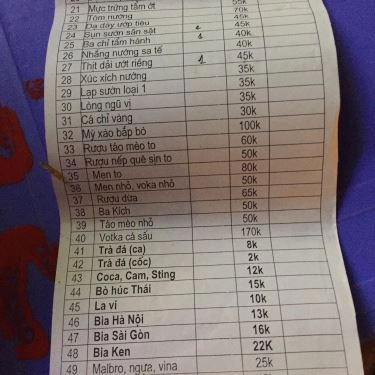 21 Mực trứng tẩm ớt 55k
22 Tôm nướng 70k
23 Dạ dày ướp tiêu 45k
24 Sụn sườn sần sật 45k
25 Ba chỉ tẩm hành 40k
26 Nhầng nướng sa tế 40k
27 Thịt dải ướt riềng 1 45k
28 Xúc xích nướng 35k
29 Lạp sườn loại 1 35k
30 Lòng ngũ vị 35k
31 Cá chỉ vàng 30k
32 Mỳ xào bắp bò 100k
33 Rượu táo mèo to 60k
34 Rượu nếp quê sịn to 50k
35 Men to 80k
36 Men nhỏ, voka nhỏ 50k
37 Rượu dừa 65k
38 Ba Kích 50k
39 Táo mèo nhỏ 50k
40 Votka cá sấu 170k
41 Trà đá (ca) 8k
42 Trà đá (cốc) 2k
43 Coca, Cam, Sting 12k
44 Bò húc Thái 15k
45 La vi 10k
46 Bia Hà Nội 13k
47 Bia Sài Gòn 16k
48 Bia Ken 22K
49 Malbro, ngựa, vina 25k